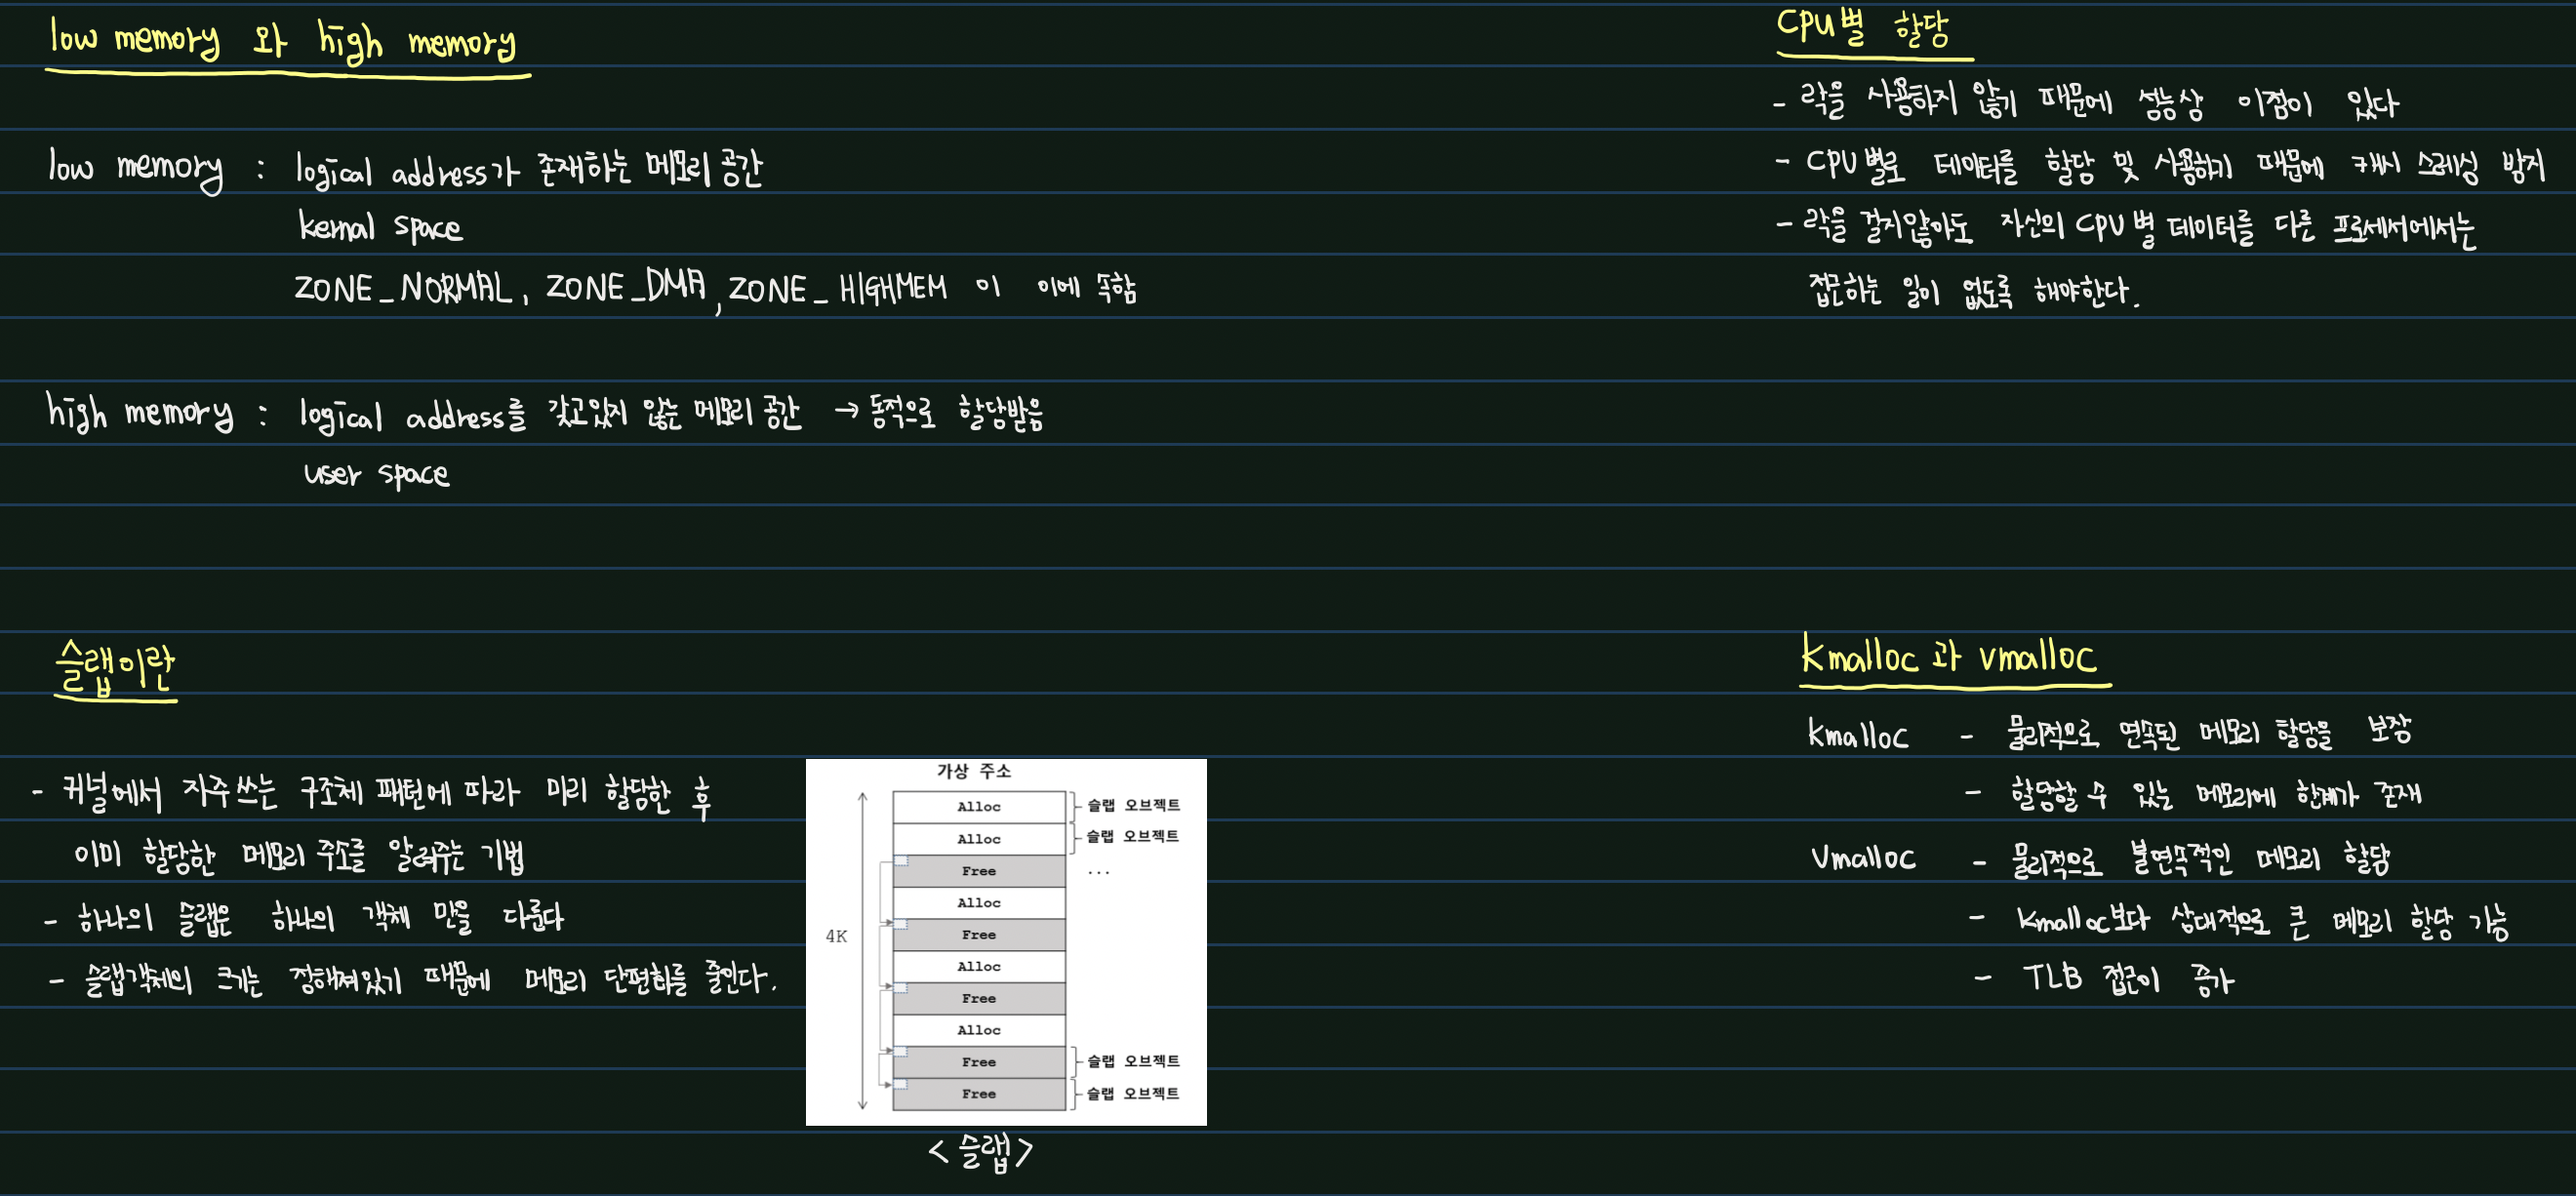 low memory 와 high memory
low memory : logical address가 존재하는 메모리 공간
kernal space
ZONE_NORMAL, ZONE_DMA, ZONE_HIGHMEM 이 이에 속함
high memory : logical address를 갖고있지 않는 메모리 공간 → 동적으로 할당받음
user space
CPU별 할당
- 락을 사용하지 않기 때문에 성능상 이점이 있다
- CPU별로 데이터를 할당 및 사용하기 때문에 캐시 스레싱 방지
- 락을 걸지않아도 자신의 CPU별 데이터를 다른 프로세서에서는
접근하는 일이 없도록 해야한다.
슬랩이란
- 커널에서 자주쓰는 구조체 패턴에 따라 미리 할당한 후
이미 할당한 메모리 주소를 알려주는 기법
- 하나의 슬랩은 하나의 객체 만을 다룬다
- 슬랩객체의 크기는 정해져있기 때문에 메모리 단편화를 줄인다.
가상 주소
Alloc 슬랩 오브젝트
Alloc 슬랩 오브젝트
Free ...
Alloc
4K Free
Alloc
Free
Alloc
Free 슬랩 오브젝트
Free 슬랩 오브젝트
<슬랩>
kmalloc 과 vmalloc
kmalloc - 물리적으로 연속된 메모리 할당을 보장
- 할당할 수 있는 메모리에 한계가 존재
vmalloc - 물리적으로 불연속적인 메모리 할당
- kmalloc보다 상대적으로 큰 메모리 할당 가능
- TLB 접근이 증가